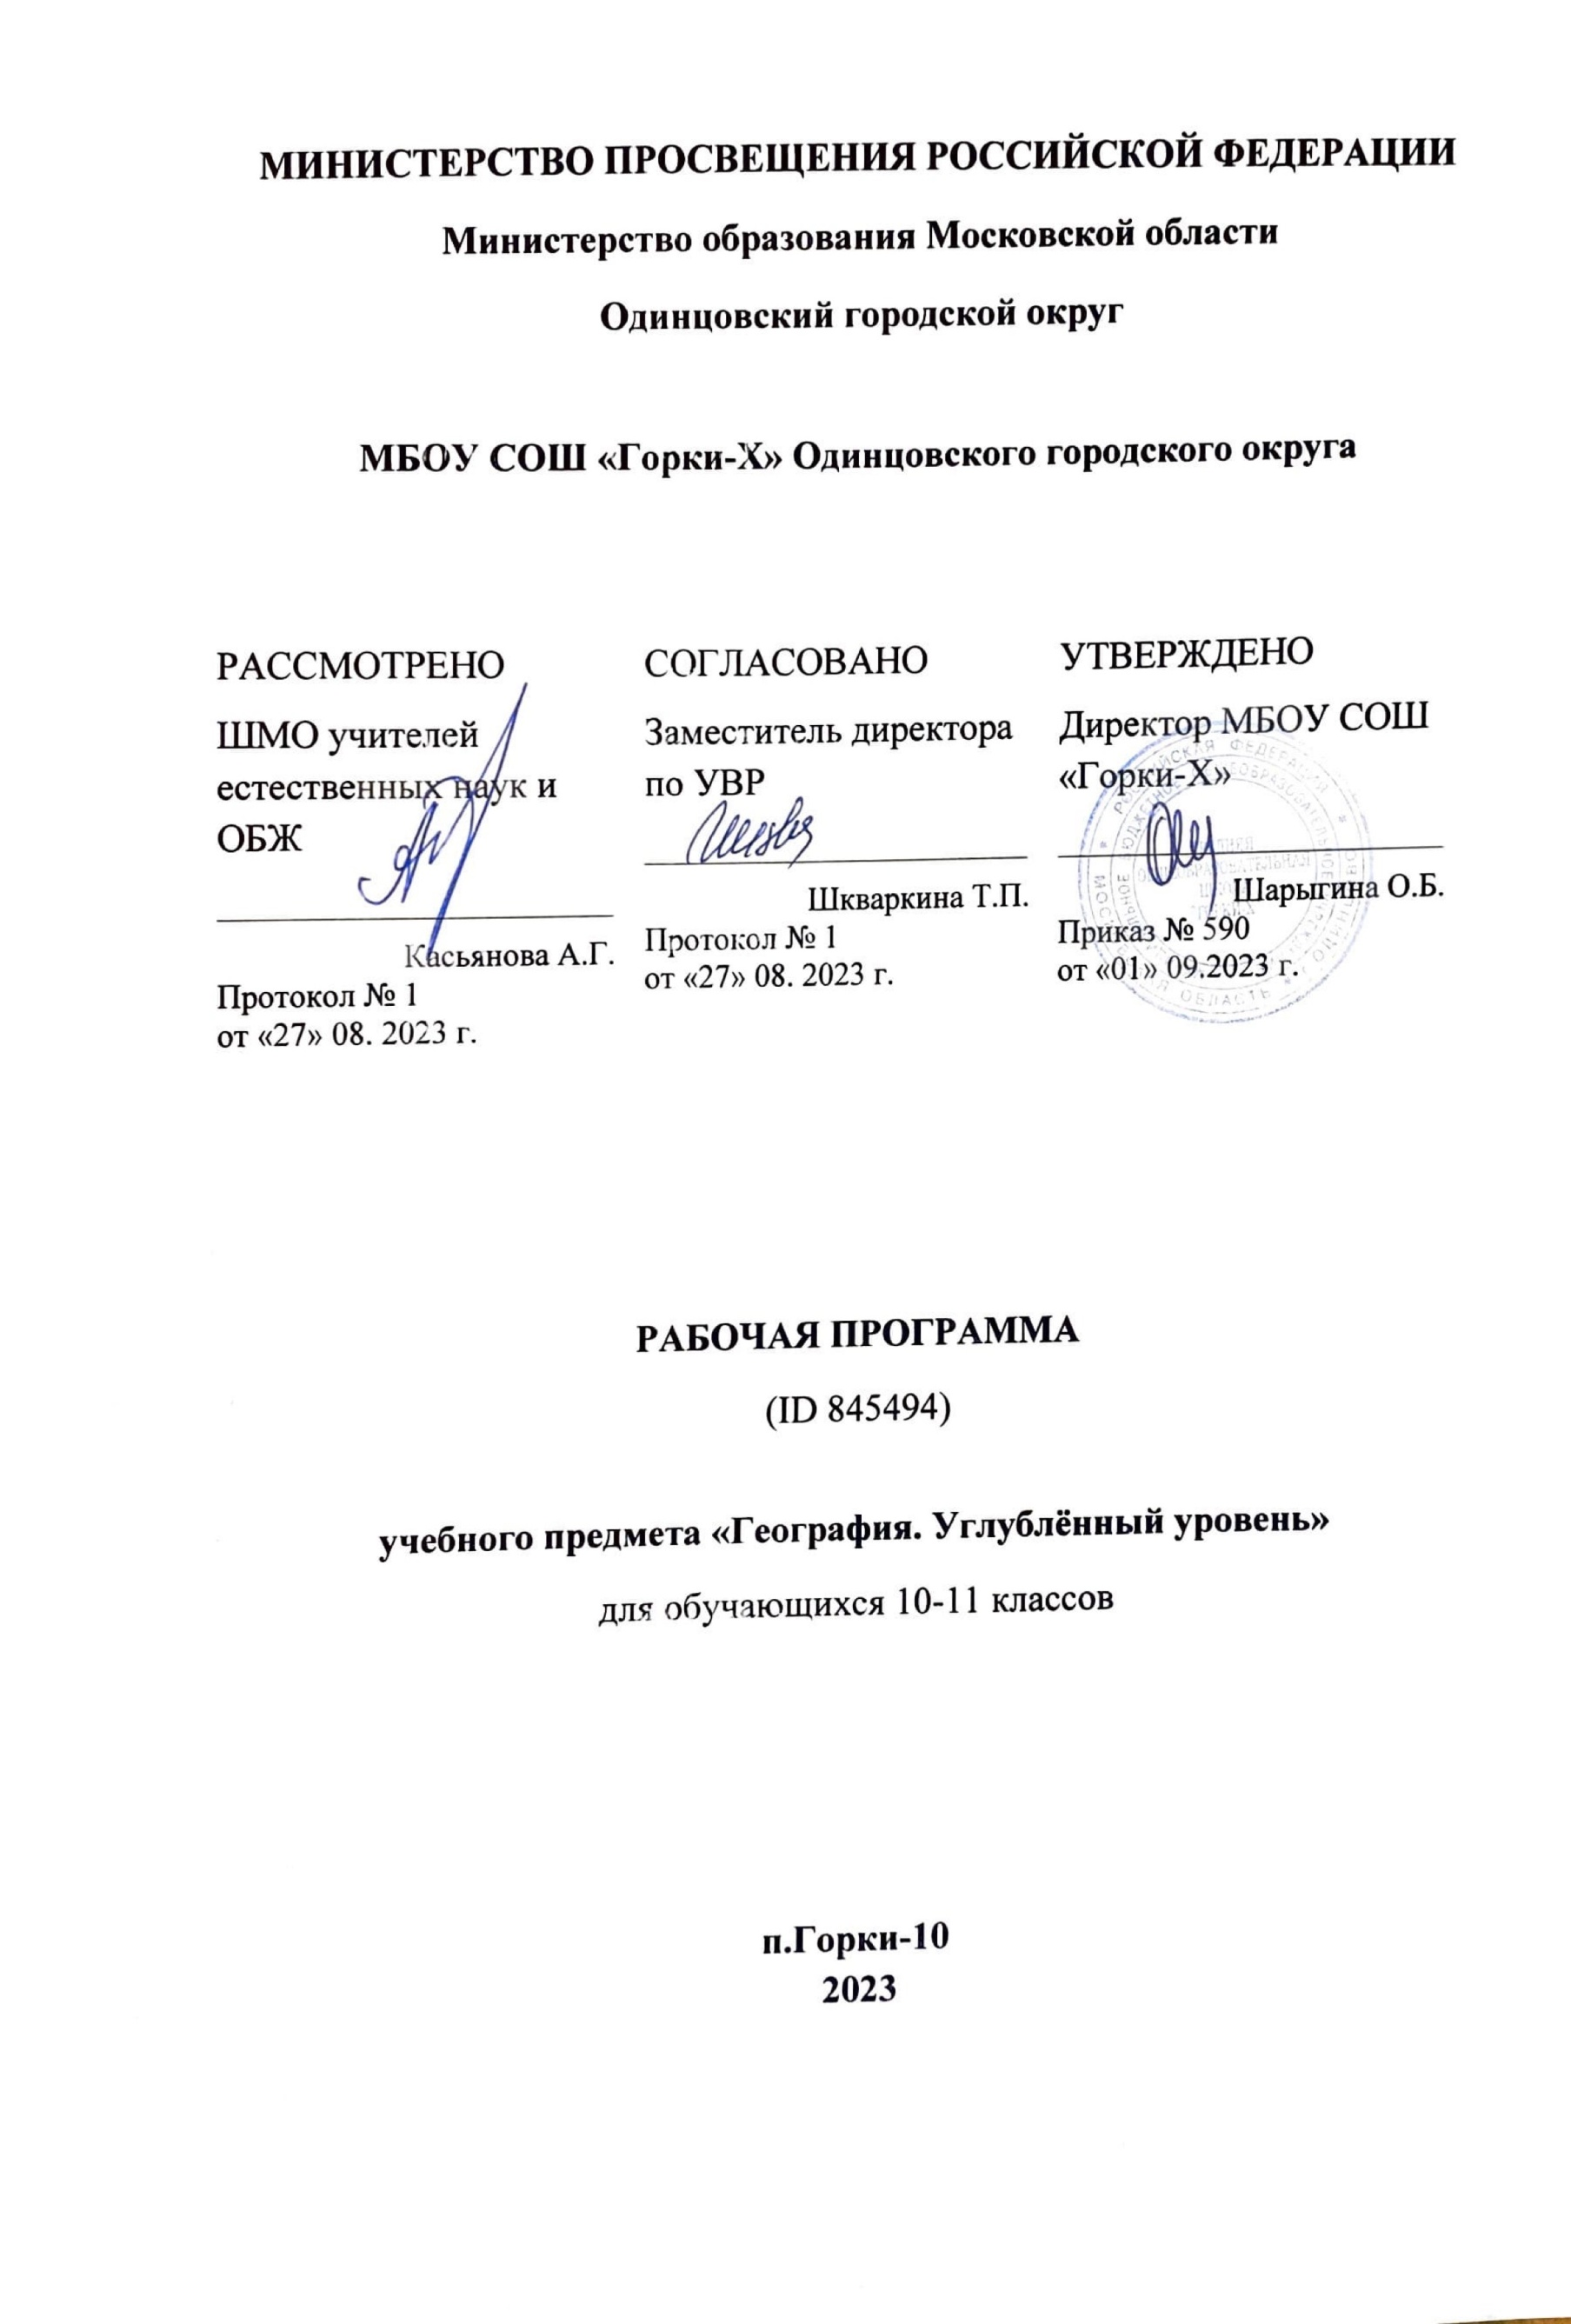 МИНИСТЕРСТВО ПРОСВЕЩЕНИЯ РОССИЙСКОЙ ФЕДЕРАЦИИ
Министерство образования Московской области
Одинцовский городской округ
МБОУ СОШ «Горки-Х» Одинцовского городского округа
РАССМОТРЕНО
ШМО учителей
естественных наук и
ОБЖ
Касьянова А.Г.
Протокол № 1
от «27» 08. 2023 г.
СОГЛАСОВАНО
Заместитель директора
по УВР
Шкваркина Т.П.
Протокол № 1
от «27» 08. 2023 г.
УТВЕРЖДЕНО
Директор МБОУ СОШ
«Горки-Х»
Шарыгина О.Б.
Приказ № 590
от «01» 09.2023 г.
РОССИЙСКАЯ ФЕДЕРАЦИЯ
ОБЛАСТЬ
РАБОЧАЯ ПРОГРАММА
(ID 845494)
учебного предмета «География. Углублённый уровень»
для обучающихся 10-11 классов
п.Горки-10
2023